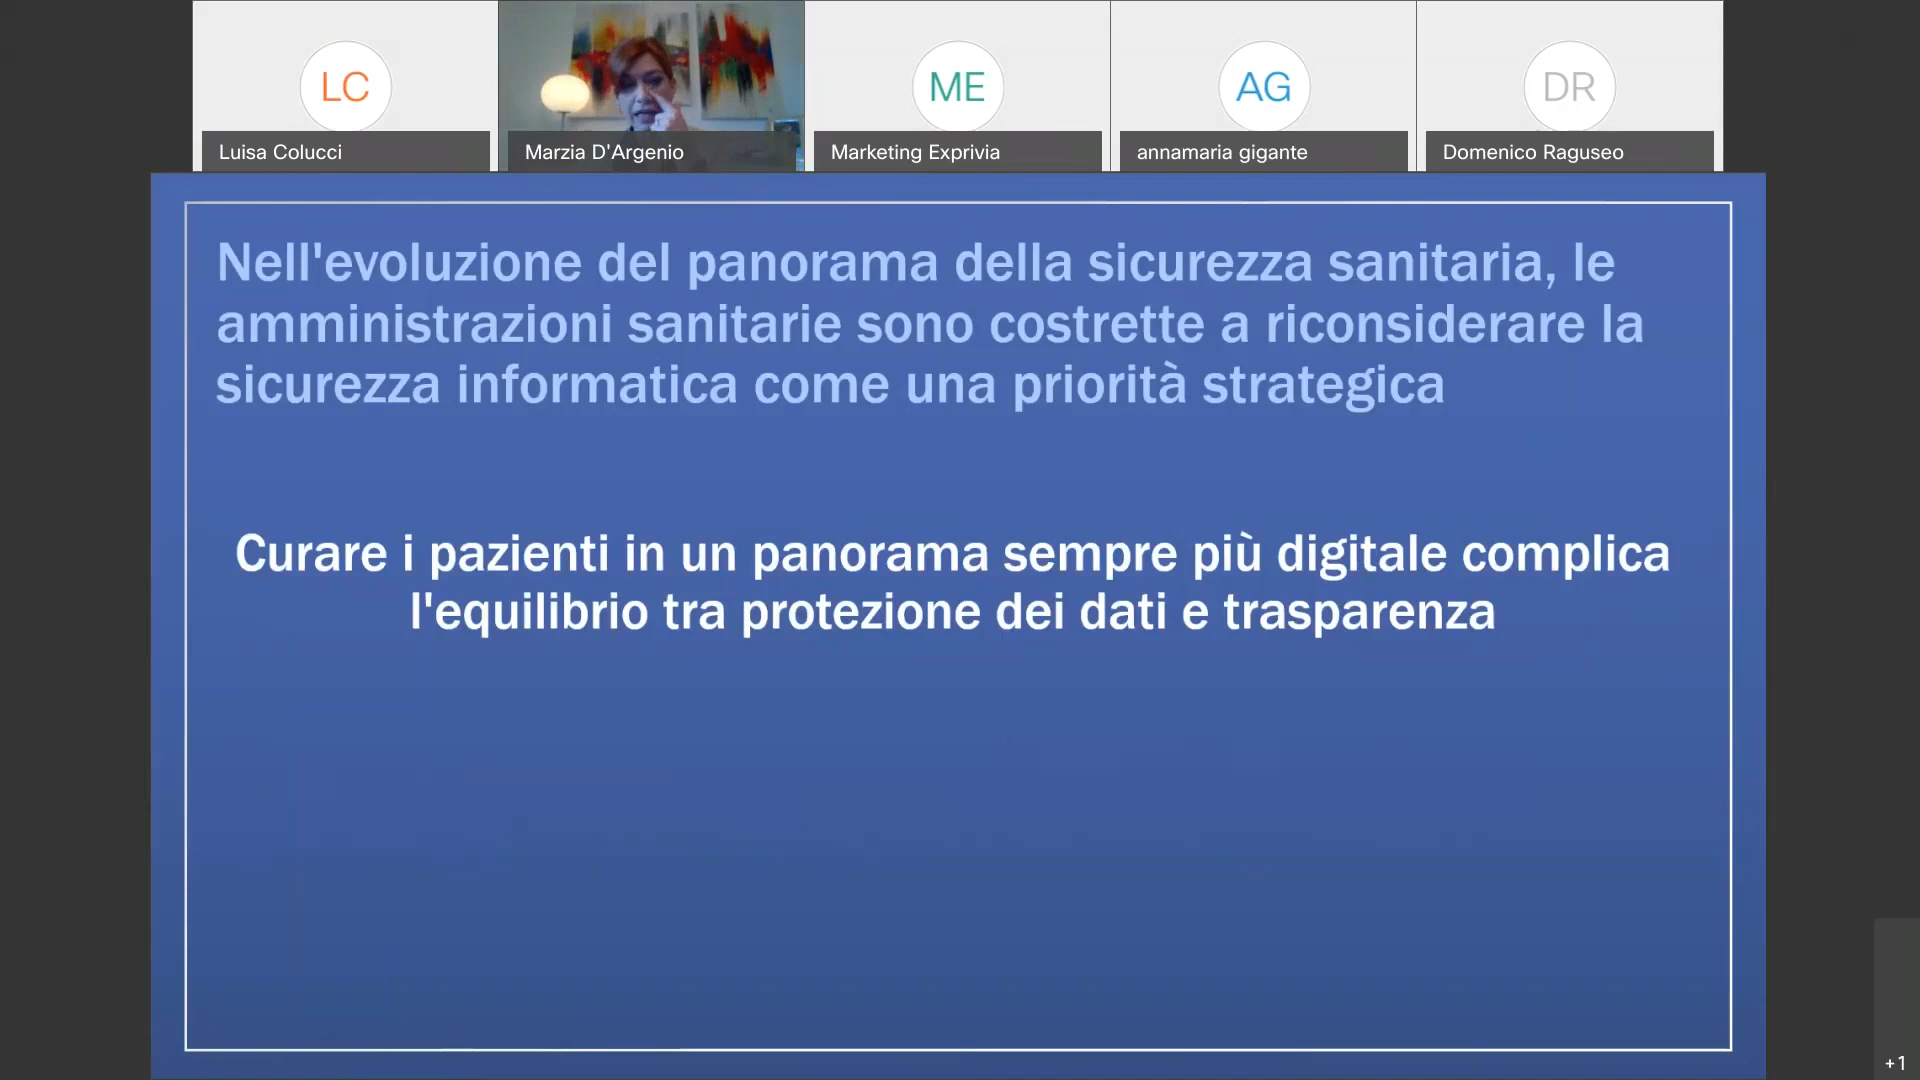 LC
ME
AG
DR
Luisa Colucci
Marzia D'Argenio
Marketing Exprivia
annamaria gigante
Domenico Raguseo
Nell'evoluzione del panorama della sicurezza sanitaria, le
amministrazioni sanitarie sono costrette a riconsiderare la
sicurezza informatica come una priorità strategica
Curare i pazienti in un panorama sempre più digitale complica
l'equilibrio tra protezione dei dati e trasparenza
+1